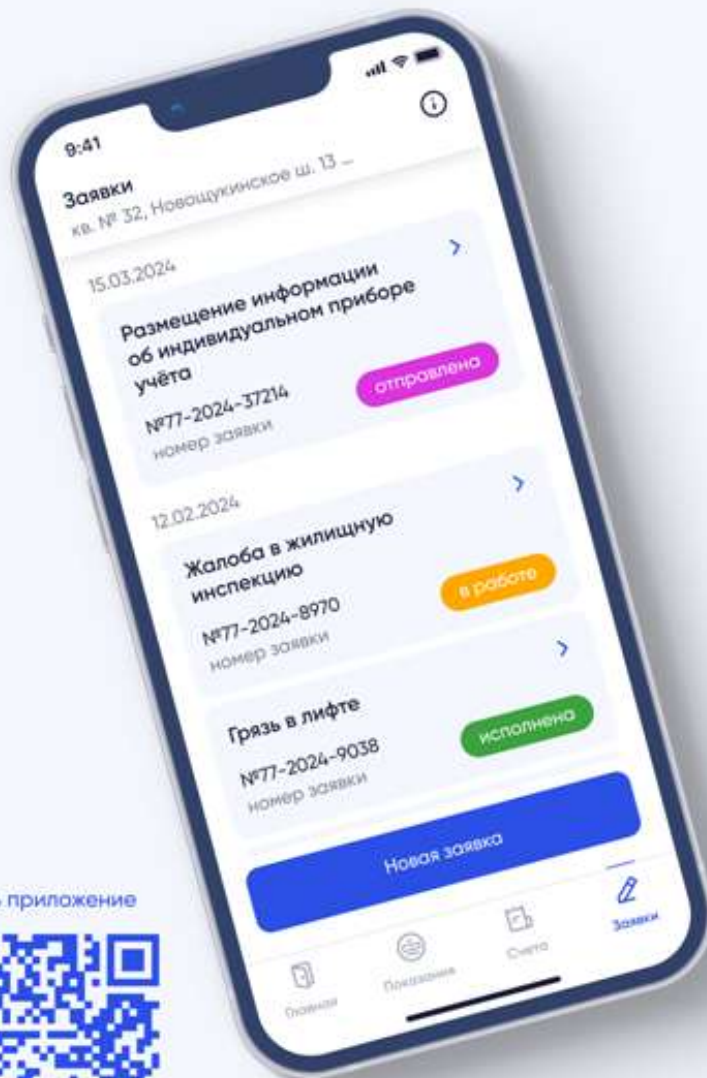 9:41
Заявки
кв. № 32, Новощукинское ш. 13 ...
15.03.2024
Размещение информации
об индивидуальном приборе
учёта
№77-2024-37214
номер заявки
отправлена
12.02.2024
Жалоба в жилищную
инспекцию
№77-2024-8970
номер заявки
в работе
Грязь в лифте
№77-2024-9038
номер заявки
исполнена
Новая заявка
Главная
Показания
Счета
Заявки
приложение